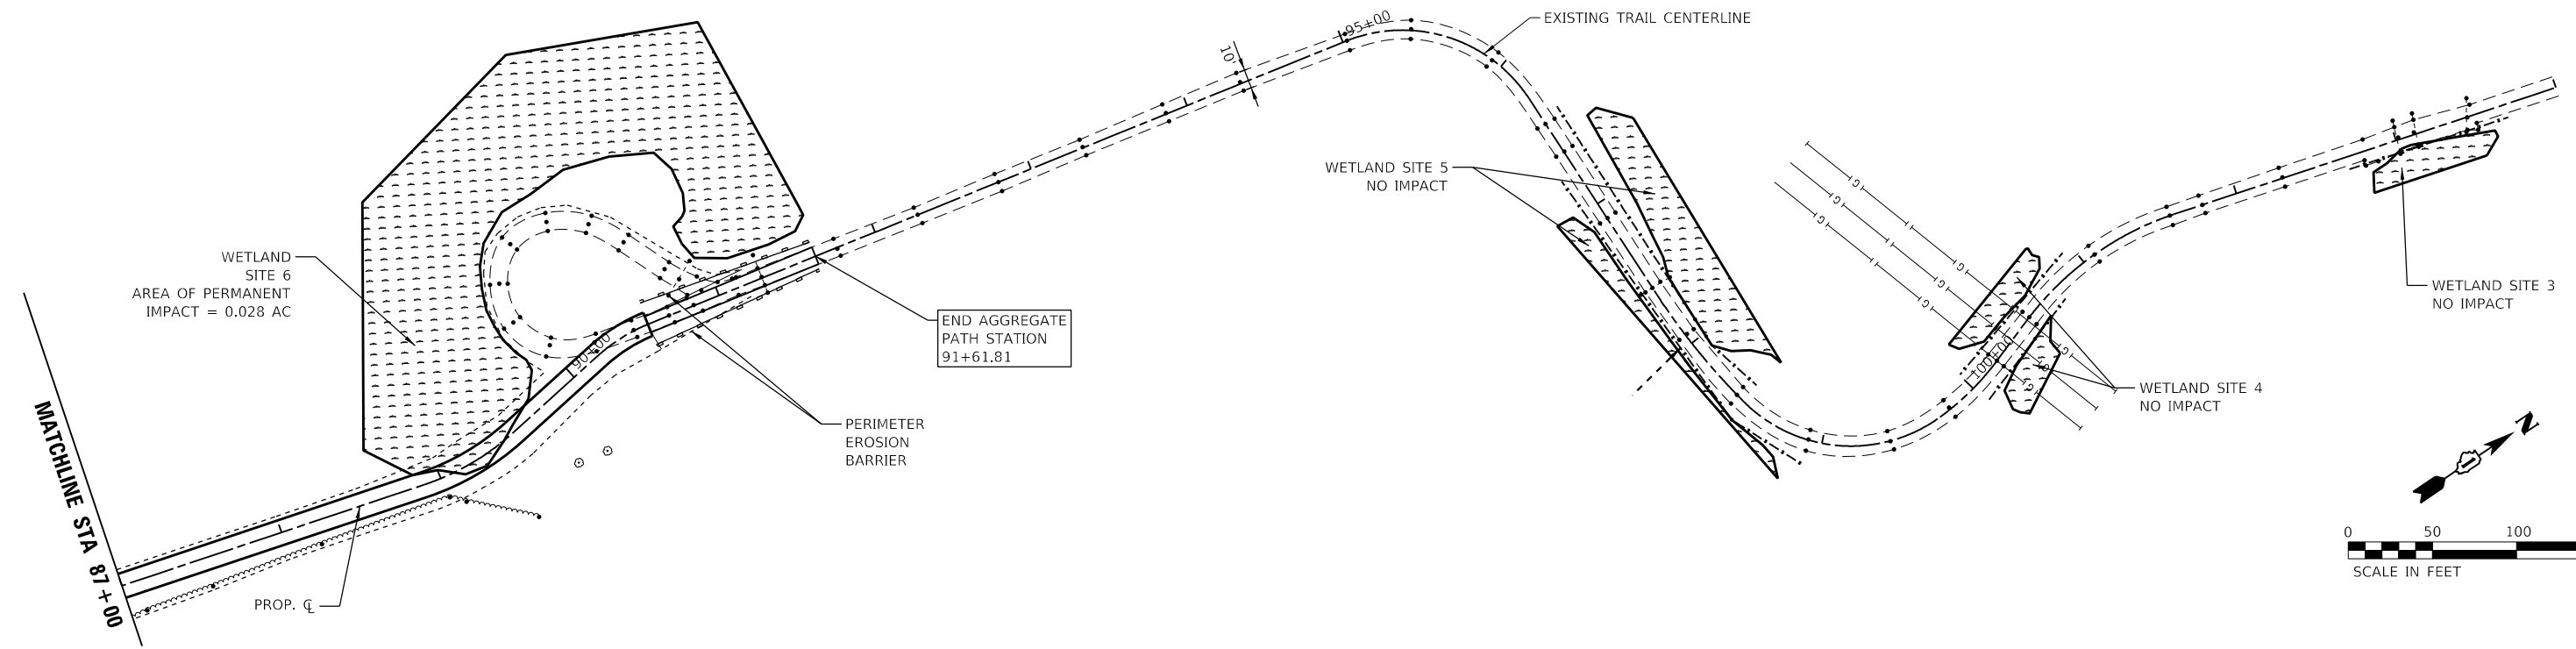 95+00
EXISTING TRAIL CENTERLINE
10'
WETLAND SITE 5
NO IMPACT
G
G
G
G
G
G
G
G
G
WETLAND
SITE 6
AREA OF PERMANENT
IMPACT = 0.028 AC
WETLAND SITE 3
NO IMPACT
END AGGREGATE
PATH STATION
91+61.81
90+00
100+00
WETLAND SITE 4
NO IMPACT
PERIMETER
EROSION
BARRIER
MATCHLINE STA 87+00
N
PROP. ℄
0 50 100
SCALE IN FEET